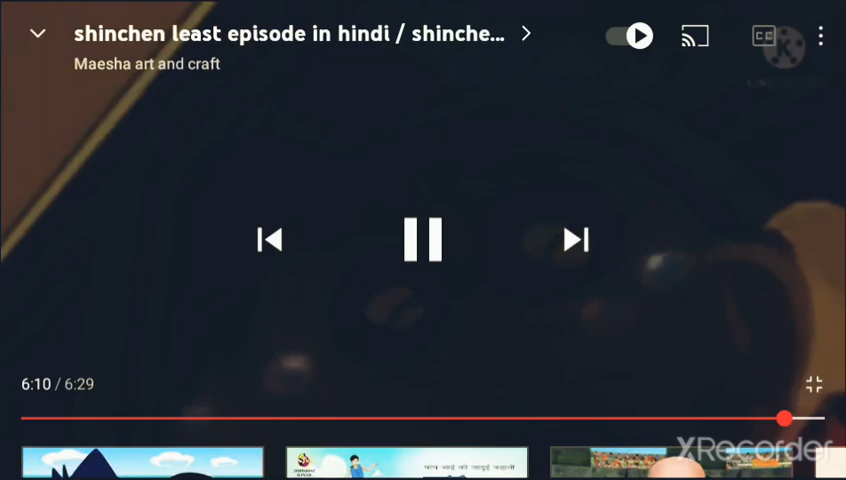 shinchen least episode in hindi / shinche...
Maesha art and craft
CC
6:10 / 6:29
XRecorder